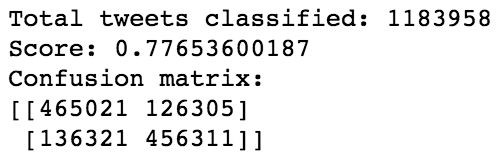 Total tweets classified: 1183958
Score: 0.77653600187
Confusion matrix:
[[465021 126305]
[136321 456311]]